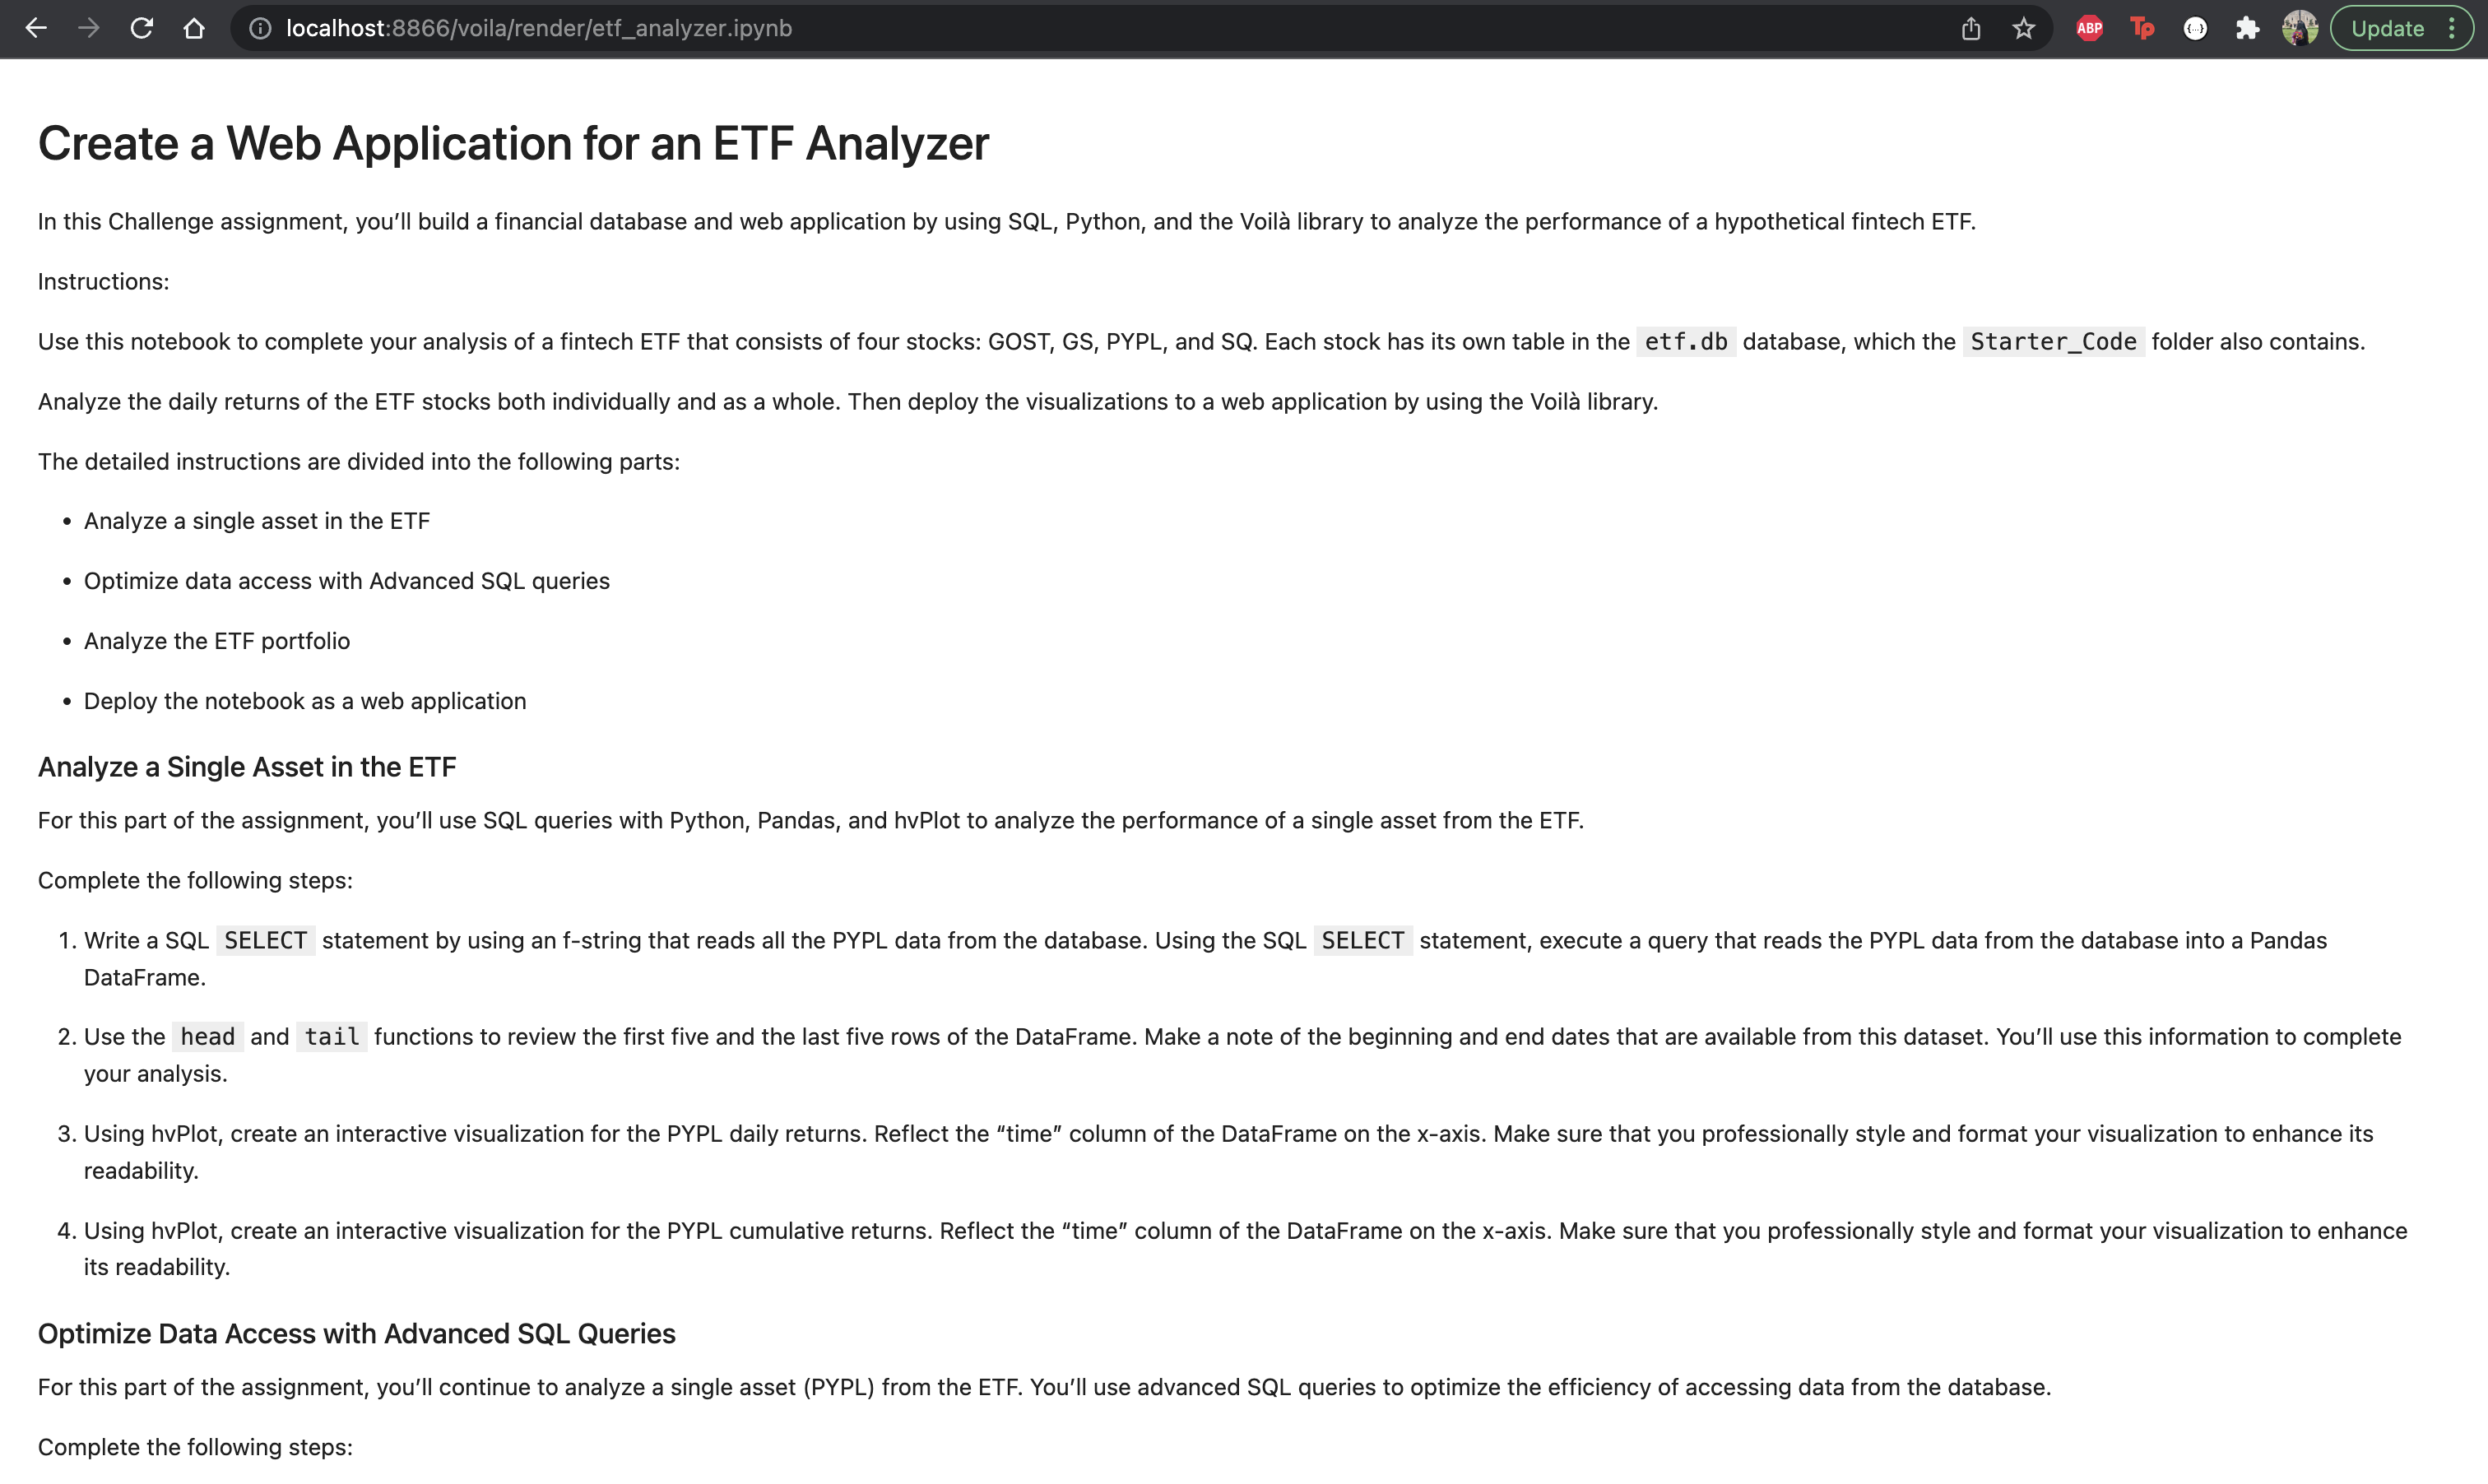 localhost:8866/voila/render/etf_analyzer.ipynb
ABP
Tp
Update
Create a Web Application for an ETF Analyzer
In this Challenge assignment, you’ll build a financial database and web application by using SQL, Python, and the Voilà library to analyze the performance of a hypothetical fintech ETF.
Instructions:
Use this notebook to complete your analysis of a fintech ETF that consists of four stocks: GOST, GS, PYPL, and SQ. Each stock has its own table in the etf.db database, which the Starter_Code folder also contains.
Analyze the daily returns of the ETF stocks both individually and as a whole. Then deploy the visualizations to a web application by using the Voilà library.
The detailed instructions are divided into the following parts:
• Analyze a single asset in the ETF
• Optimize data access with Advanced SQL queries
• Analyze the ETF portfolio
• Deploy the notebook as a web application
Analyze a Single Asset in the ETF
For this part of the assignment, you’ll use SQL queries with Python, Pandas, and hvPlot to analyze the performance of a single asset from the ETF.
Complete the following steps:
1. Write a SQL SELECT statement by using an f-string that reads all the PYPL data from the database. Using the SQL SELECT statement, execute a query that reads the PYPL data from the database into a Pandas
DataFrame.
2. Use the head and tail functions to review the first five and the last five rows of the DataFrame. Make a note of the beginning and end dates that are available from this dataset. You’ll use this information to complete
your analysis.
3. Using hvPlot, create an interactive visualization for the PYPL daily returns. Reflect the “time” column of the DataFrame on the x-axis. Make sure that you professionally style and format your visualization to enhance its
readability.
4. Using hvPlot, create an interactive visualization for the PYPL cumulative returns. Reflect the “time” column of the DataFrame on the x-axis. Make sure that you professionally style and format your visualization to enhance
its readability.
Optimize Data Access with Advanced SQL Queries
For this part of the assignment, you’ll continue to analyze a single asset (PYPL) from the ETF. You’ll use advanced SQL queries to optimize the efficiency of accessing data from the database.
Complete the following steps: